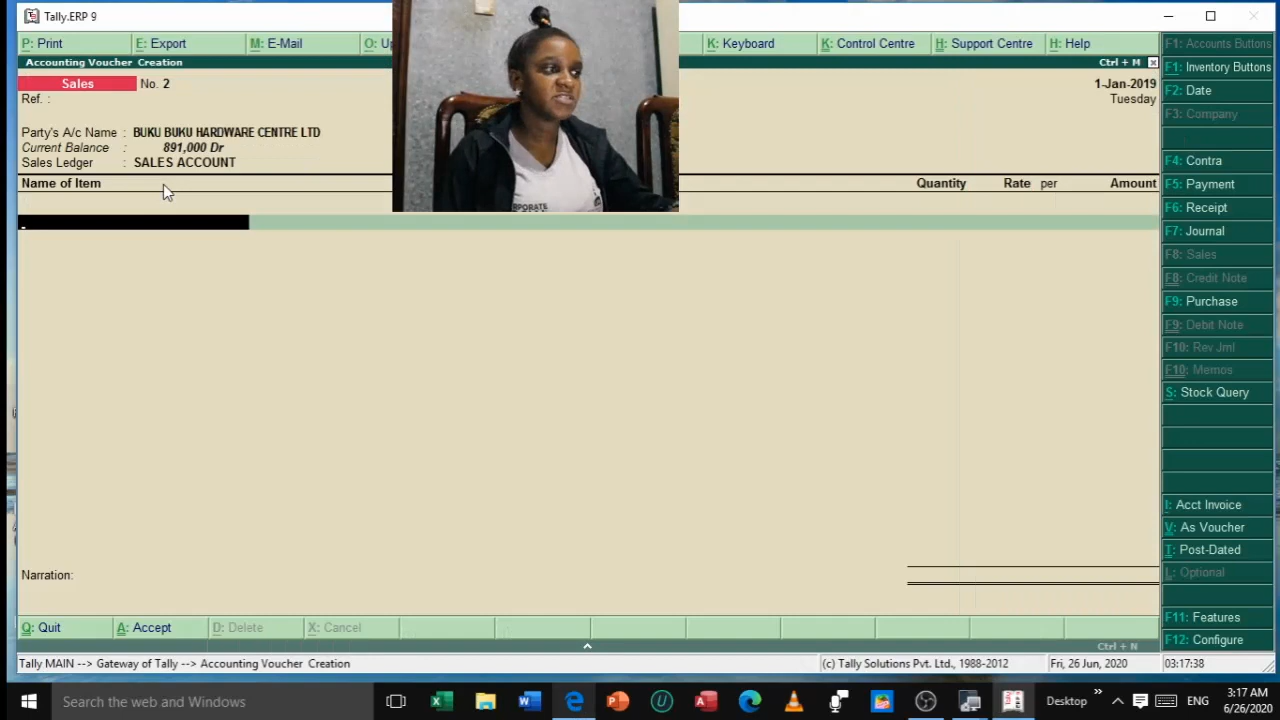 Tally.ERP 9
P: Print E: Export M: E-Mail O: Up K: Keyboard K: Control Centre H: Support Centre H: Help
Accounting Voucher Creation Ctrl + M
Sales No. 2 1-Jan-2019
Ref. : Tuesday
Party's A/c Name : BUKU BUKU HARDWARE CENTRE LTD
Current Balance : 891,000 Dr
Sales Ledger : SALES ACCOUNT
Name of Item Quantity Rate per Amount
PORATE
Narration:
Q: Quit A: Accept D: Delete X: Cancel
Ctrl + N
Tally MAIN --> Gateway of Tally --> Accounting Voucher Creation (c) Tally Solutions Pvt. Ltd., 1988-2012 Fri, 26 Jun, 2020 03:17:38
F1: Accounts Buttons
F1: Inventory Buttons
F2: Date
F3: Company
F4: Contra
F5: Payment
F6: Receipt
F7: Journal
F8: Sales
F8: Credit Note
F9: Purchase
F9: Debit Note
F10: Rev Jrnl
F10: Memos
S: Stock Query
I: Acct Invoice
V: As Voucher
T: Post-Dated
L: Optional
F11: Features
F12: Configure
Search the web and Windows Desktop ENG 3:17 AM
6/26/2020